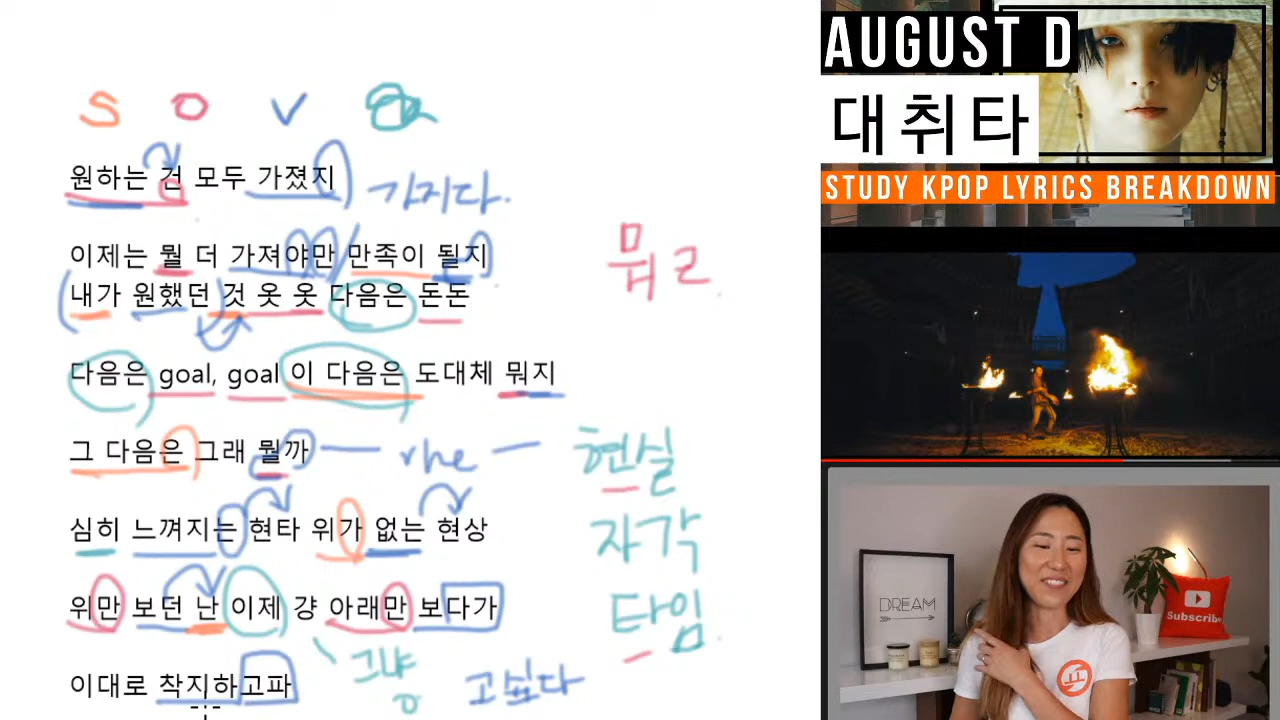 S O V
원하는 건 모두 가졌지
가지다.
이제는 뭘 더 가져야만 만족이 될지
뭐ㄹ
내가 원했던 것 옷 옷 다음은 돈돈
다음은 goal, goal 이 다음은 도대체 뭐지
그 다음은 그래 뭘까
the
현실
심히 느껴지는 현타 위가 없는 현상
자각
위만 보던 난 이제 걍 아래만 보다가
타임.
그냥
이대로 착지하고파
고싶다
AUGUST D
대취타
STUDY KPOP LYRICS BREAKDOWN
DREAM
Subscribe